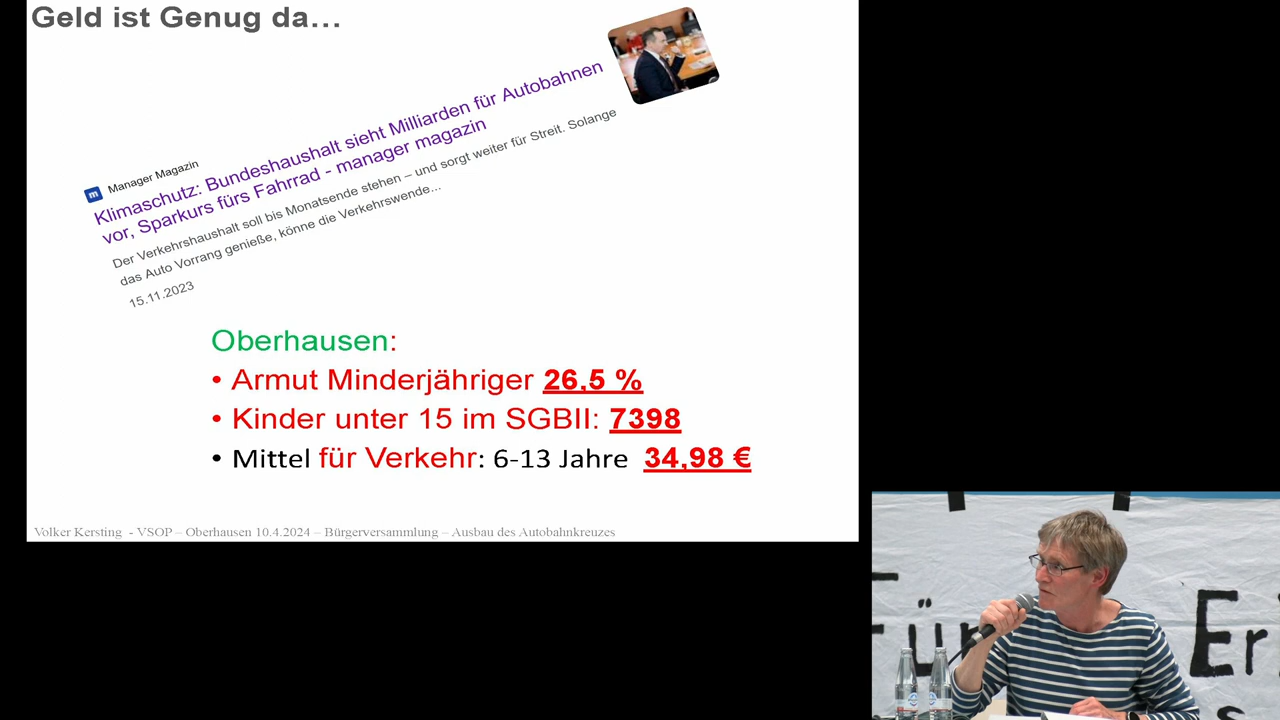 Geld ist Genug da…
Manager Magazin
Klimaschutz: Bundeshaushalt sieht Milliarden für Autobahnen
vor, Sparkurs fürs Fahrrad - manager magazin
Der Verkehrshaushalt soll bis Monatsende stehen – und sorgt weiter für Streit. Solange
das Auto Vorrang genieße, könne die Verkehrswende...
15.11.2023
Oberhausen:
• Armut Minderjähriger 26,5 %
• Kinder unter 15 im SGBII: 7398
• Mittel für Verkehr: 6-13 Jahre 34,98 €
Volker Kersting - VSOP – Oberhausen 10.4.2024 – Bürgerversammlung – Ausbau des Autobahnkreuzes